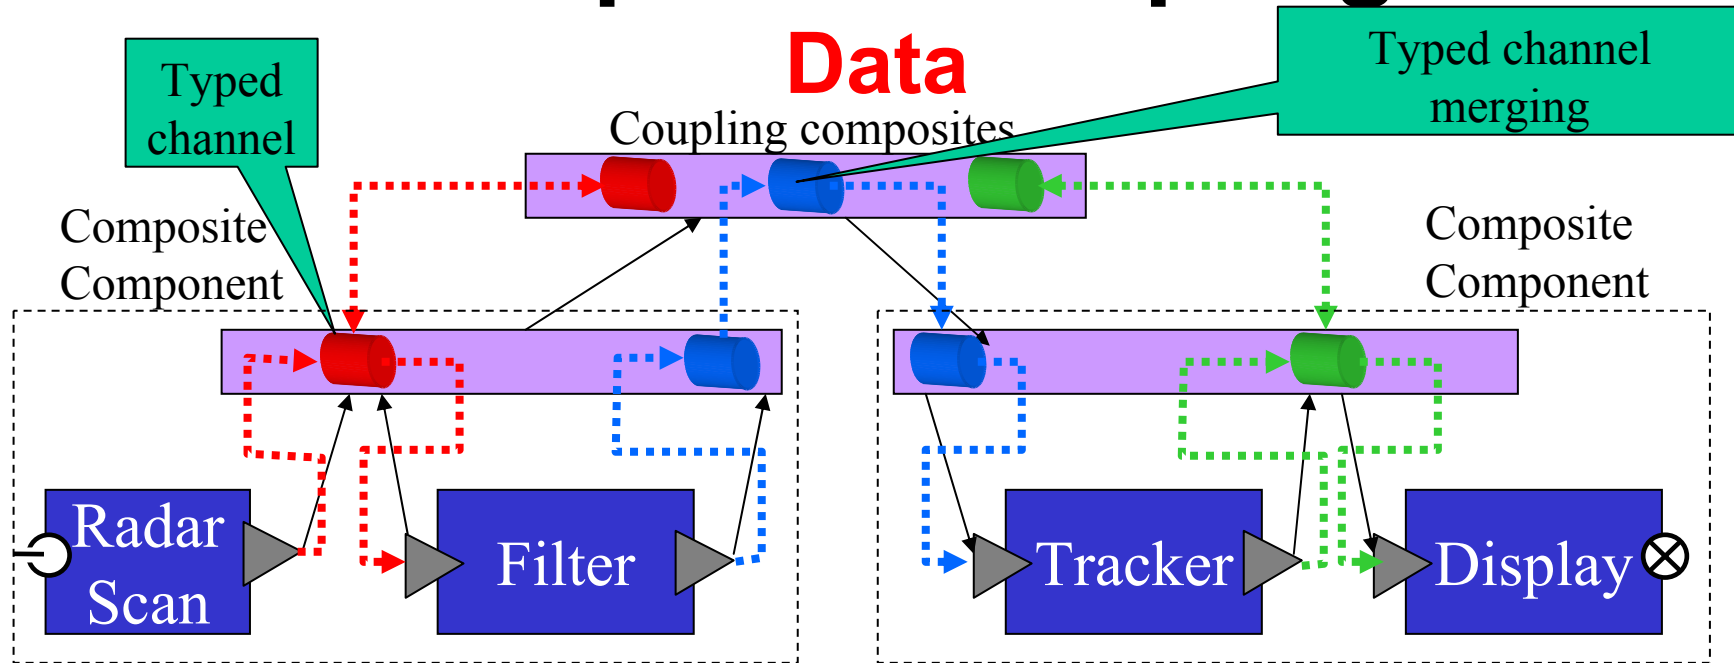 Data
Typed
channel
Typed channel
merging
Coupling composites
Composite
Component
Composite
Component
Radar
Scan
Filter
Tracker
Display